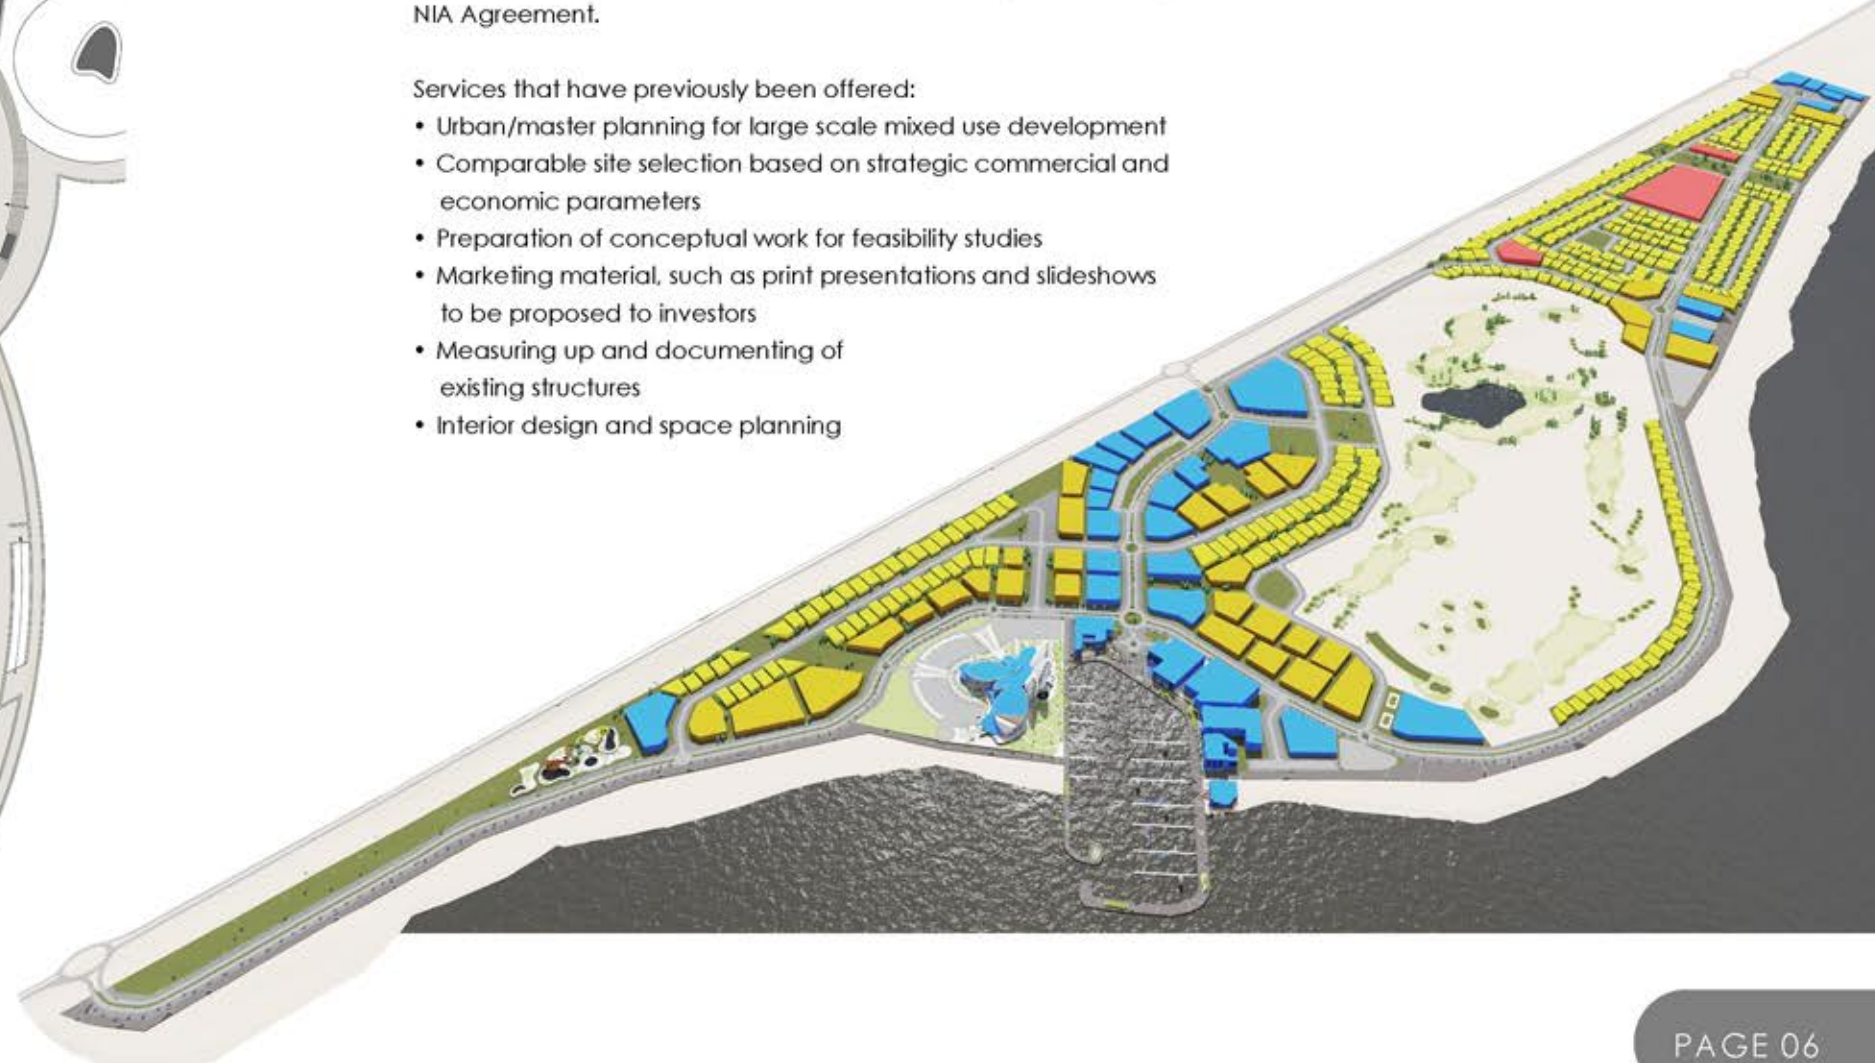 NIA Agreement.
Services that have previously been offered:
• Urban/master planning for large scale mixed use development
• Comparable site selection based on strategic commercial and
economic parameters
• Preparation of conceptual work for feasibility studies
• Marketing material, such as print presentations and slideshows
to be proposed to investors
• Measuring up and documenting of
existing structures
• Interior design and space planning
PAGE 06